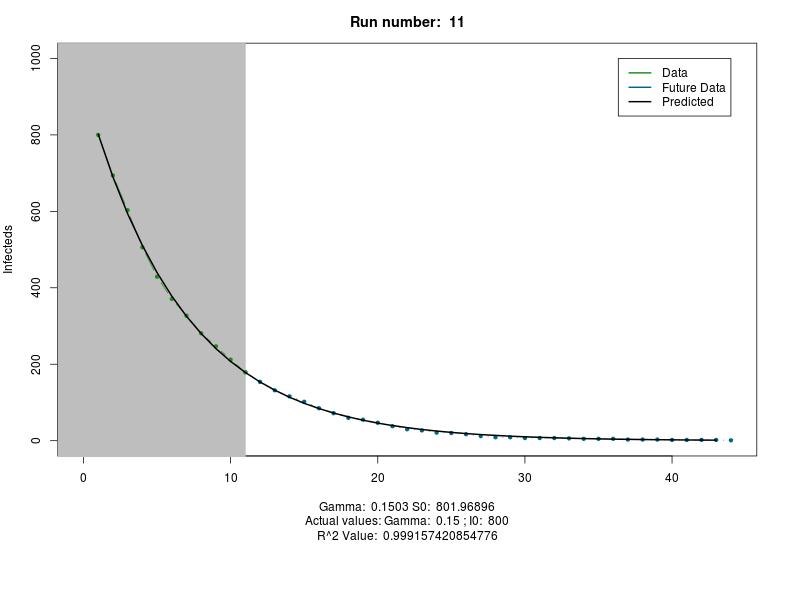 Run number: 11
1000
800
600
400
200
0
Infecteds
Data
Future Data
Predicted
0 10 20 30 40
Gamma: 0.1503 S0: 801.96896
Actual values: Gamma: 0.15 ; I0: 800
R^2 Value: 0.999157420854776